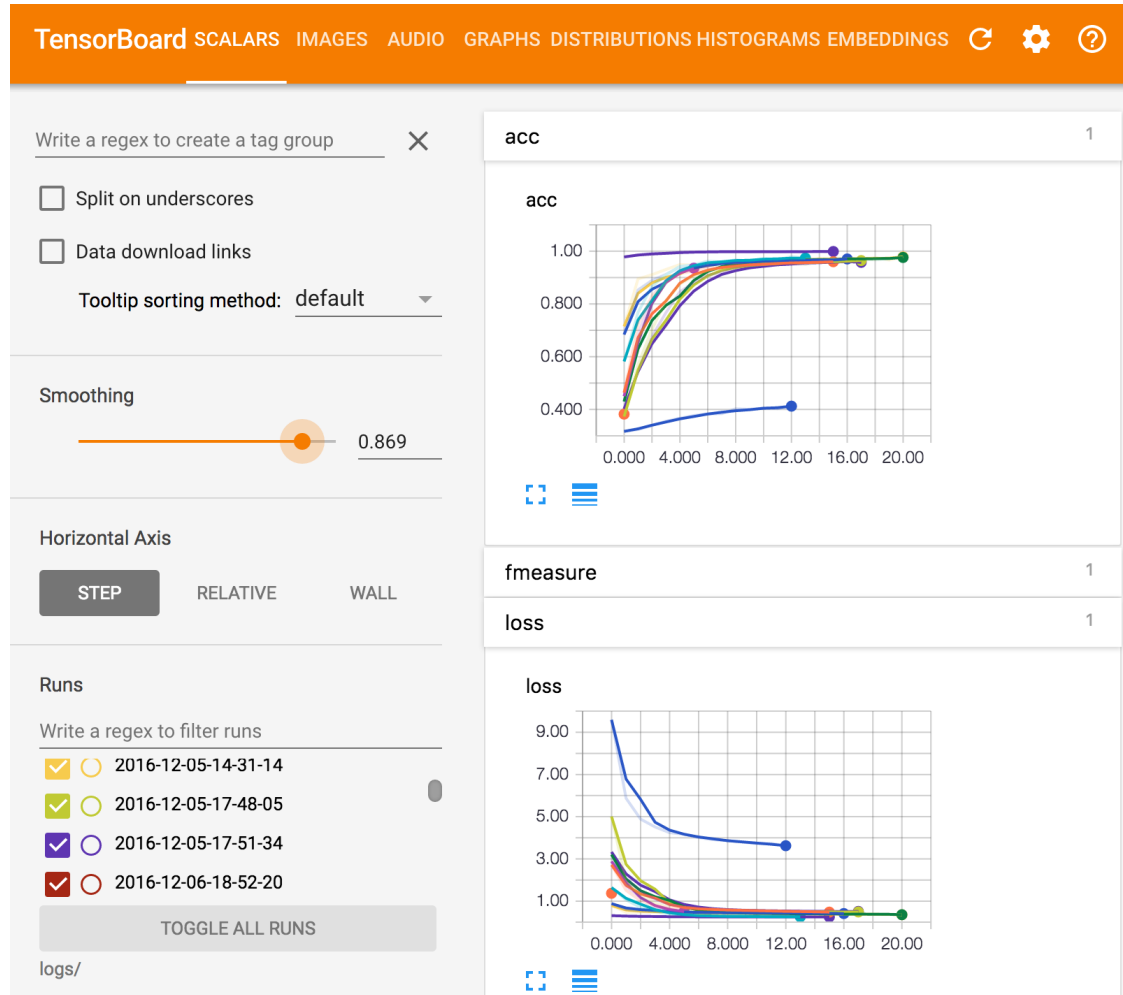 TensorBoard SCALARS IMAGES AUDIO GRAPHS DISTRIBUTIONS HISTOGRAMS EMBEDDINGS
Write a regex to create a tag group
Split on underscores
Data download links
Tooltip sorting method: default
Smoothing
0.869
Horizontal Axis
STEP RELATIVE WALL
Runs
Write a regex to filter runs
2016-12-05-14-31-14
2016-12-05-17-48-05
2016-12-05-17-51-34
2016-12-06-18-52-20
TOGGLE ALL RUNS
logs/
acc 1
acc
1.00
0.800
0.600
0.400
0.000 4.000 8.000 12.00 16.00 20.00
fmeasure 1
loss 1
loss
9.00
7.00
5.00
3.00
1.00
0.000 4.000 8.000 12.00 16.00 20.00